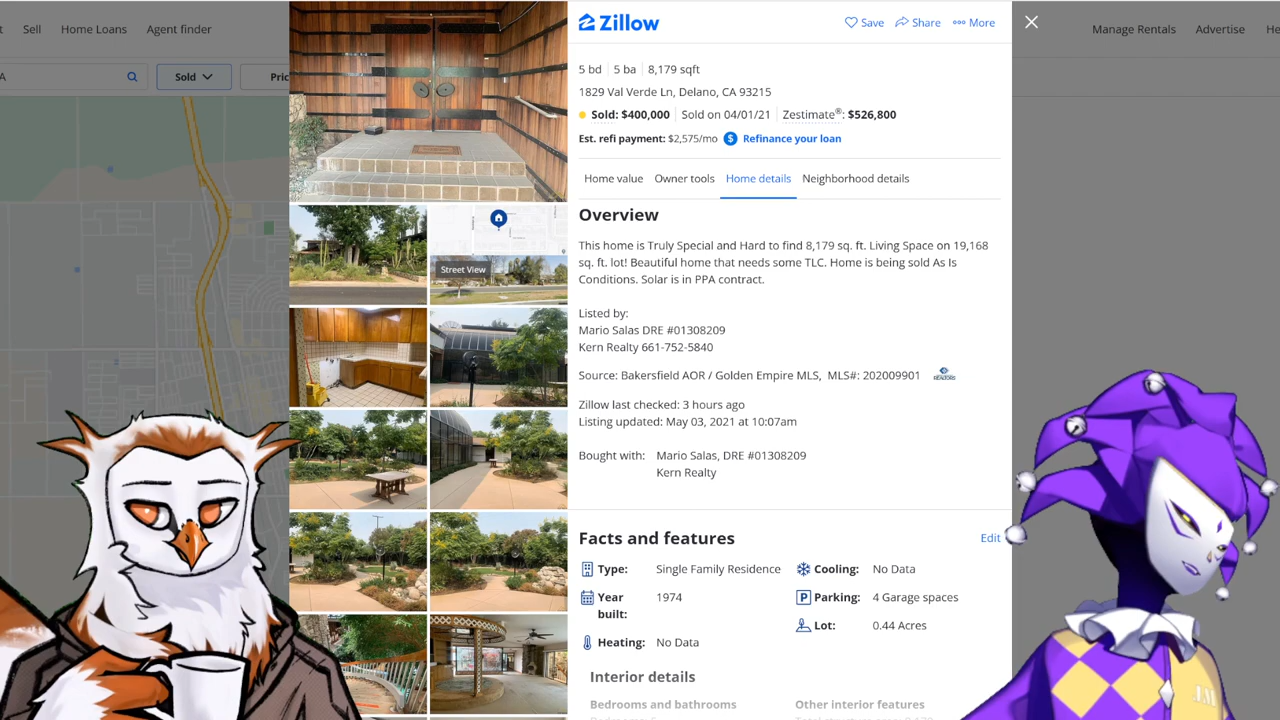 Sell Home Loans Agent finder
Zillow
Save Share More
Manage Rentals Advertise
Sold
5 bd 5 ba 8,179 sqft
1829 Val Verde Ln, Delano, CA 93215
Sold: $400,000 Sold on 04/01/21 Zestimate®: $526,800
Est. refi payment: $2,575/mo $ Refinance your loan
Home value Owner tools Home details Neighborhood details
Overview
This home is Truly Special and Hard to find 8,179 sq. ft. Living Space on 19,168
sq. ft. lot! Beautiful home that needs some TLC. Home is being sold As Is
Conditions. Solar is in PPA contract.
Street View
Listed by:
Mario Salas DRE #01308209
Kern Realty 661-752-5840
Source: Bakersfield AOR / Golden Empire MLS, MLS#: 202009901
REALTORS
Zillow last checked: 3 hours ago
Listing updated: May 03, 2021 at 10:07am
Bought with: Mario Salas, DRE #01308209
Kern Realty
Facts and features
Edit
Type: Single Family Residence
Cooling: No Data
Year built: 1974
P Parking: 4 Garage spaces
Lot: 0.44 Acres
Heating: No Data
Interior details
Bedrooms and bathrooms
Other interior features